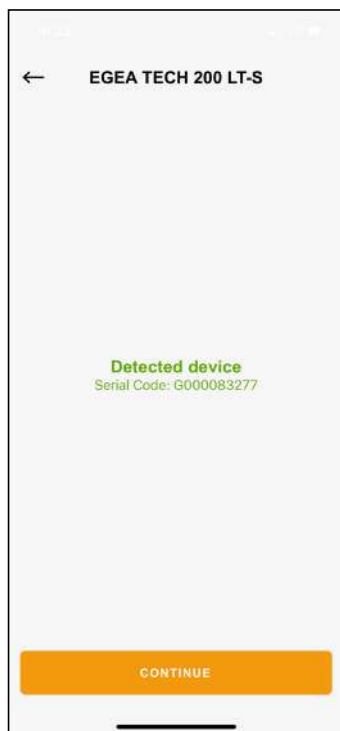 EGEA TECH 200 LT-S
Detected device
Serial Code: G000083277
CONTINUE